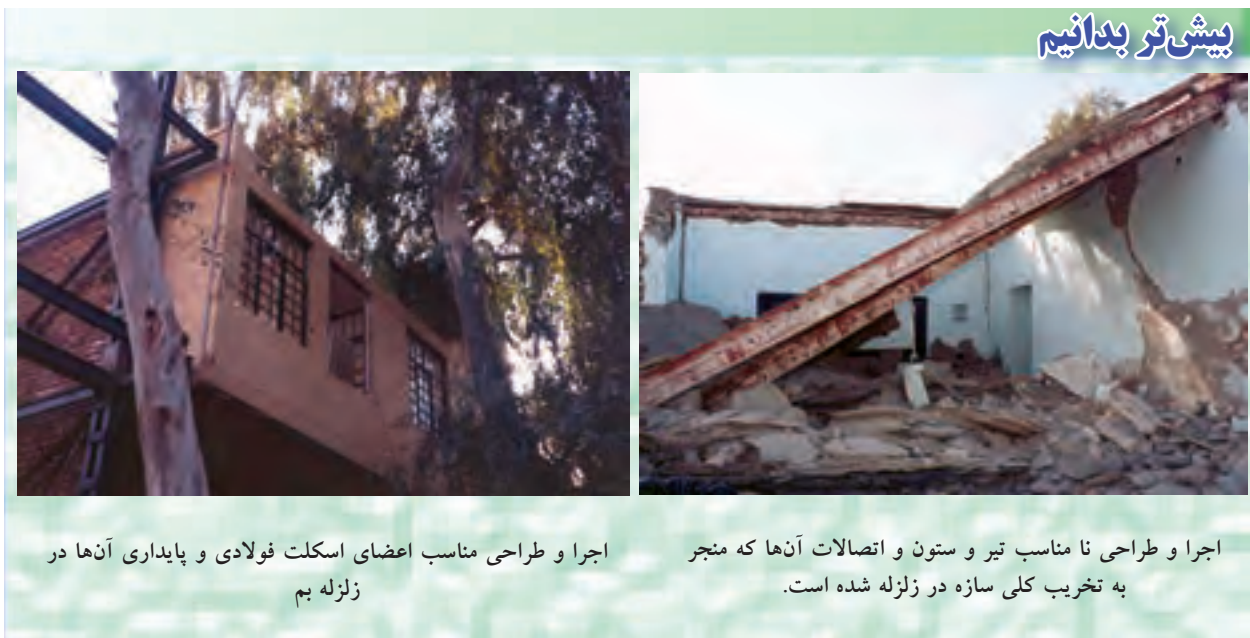 بیش‌تر بدانیم
اجرا و طراحی نا مناسب تیر و ستون و اتصالات آن‌ها که منجر
به تخریب کلی سازه در زلزله شده است.
اجرا و طراحی مناسب اعضای اسکلت فولادی و پایداری آن‌ها در
زلزله بم